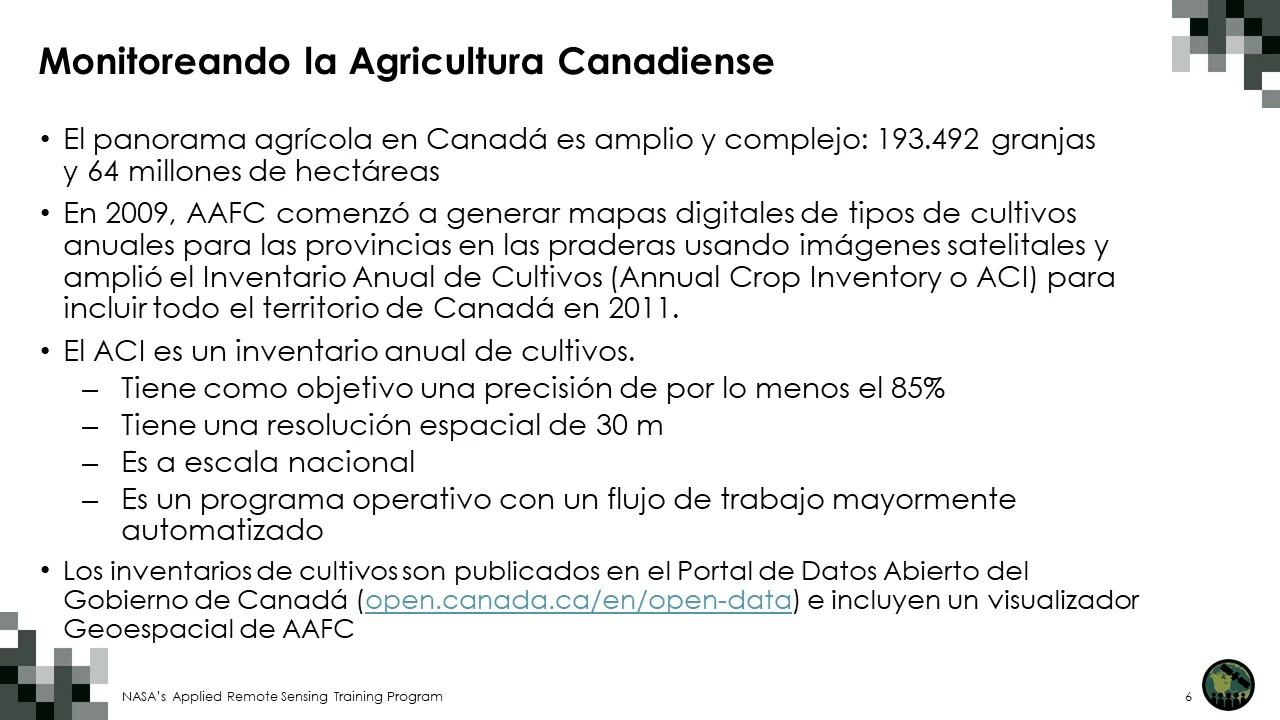 Monitoreando la Agricultura Canadiense
• El panorama agrícola en Canadá es amplio y complejo: 193.492 granjas
y 64 millones de hectáreas
• En 2009, AAFC comenzó a generar mapas digitales de tipos de cultivos
anuales para las provincias en las praderas usando imágenes satelitales y
amplió el Inventario Anual de Cultivos (Annual Crop Inventory o ACI) para
incluir todo el territorio de Canadá en 2011.
• El ACI es un inventario anual de cultivos.
– Tiene como objetivo una precisión de por lo menos el 85%
– Tiene una resolución espacial de 30 m
– Es a escala nacional
– Es un programa operativo con un flujo de trabajo mayormente
automatizado
• Los inventarios de cultivos son publicados en el Portal de Datos Abierto del
Gobierno de Canadá (open.canada.ca/en/open-data) e incluyen un visualizador
Geoespacial de AAFC
NASA's Applied Remote Sensing Training Program
6